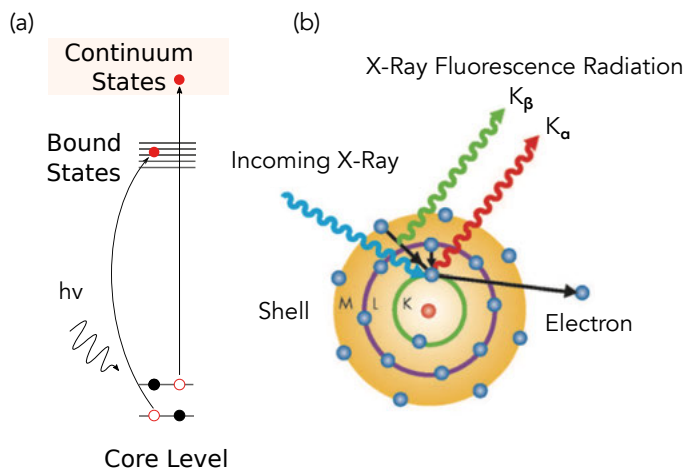 (a)
Continuum
States
Bound
States
hν
Core Level
(b)
X-Ray Fluorescence Radiation
K𝛃
K𝛂
Incoming X-Ray
Shell
M L K
Electron